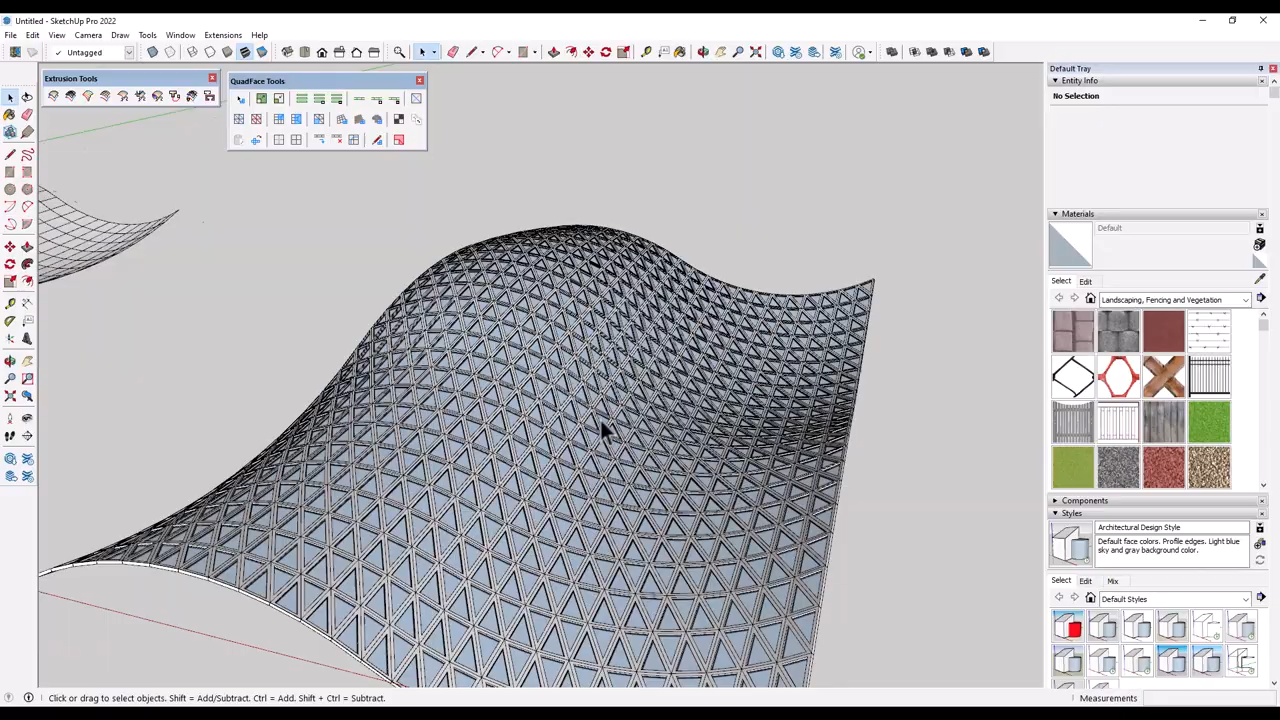 Untitled - SketchUp Pro 2022
File Edit View Camera Draw Tools Window Extensions Help
✓ Untagged
Extrusion Tools
QuadFace Tools
Default Tray
Entity Info
No Selection
Materials
Default
Select Edit
Landscaping, Fencing and Vegetation
Components
Styles
Architectural Design Style
Default face colors. Profile edges. Light blue
sky and gray background color.
Select Edit Mix
Default Styles
Click or drag to select objects. Shift = Add/Subtract. Ctrl = Add. Shift + Ctrl = Subtract.
Measurements